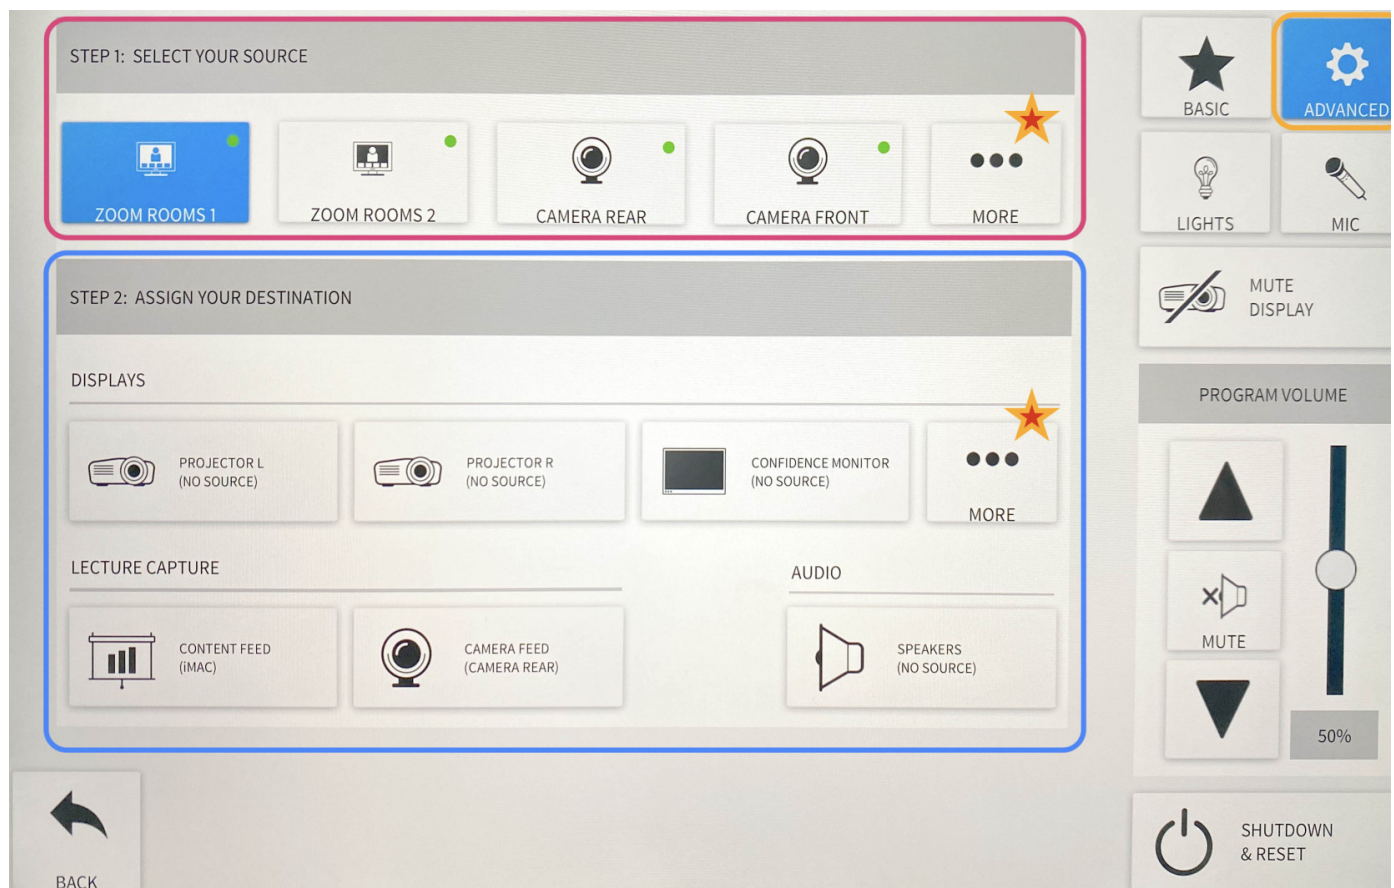 STEP 1: SELECT YOUR SOURCE
ZOOM ROOMS 1
ZOOM ROOMS 2
CAMERA REAR
CAMERA FRONT
MORE
STEP 2: ASSIGN YOUR DESTINATION
DISPLAYS
PROJECTOR L
(NO SOURCE)
PROJECTOR R
(NO SOURCE)
CONFIDENCE MONITOR
(NO SOURCE)
MORE
LECTURE CAPTURE
CONTENT FEED
(iMAC)
CAMERA FEED
(CAMERA REAR)
AUDIO
SPEAKERS
(NO SOURCE)
BACK
BASIC
ADVANCED
LIGHTS
MIC
MUTE
DISPLAY
PROGRAM VOLUME
MUTE
50%
SHUTDOWN
& RESET